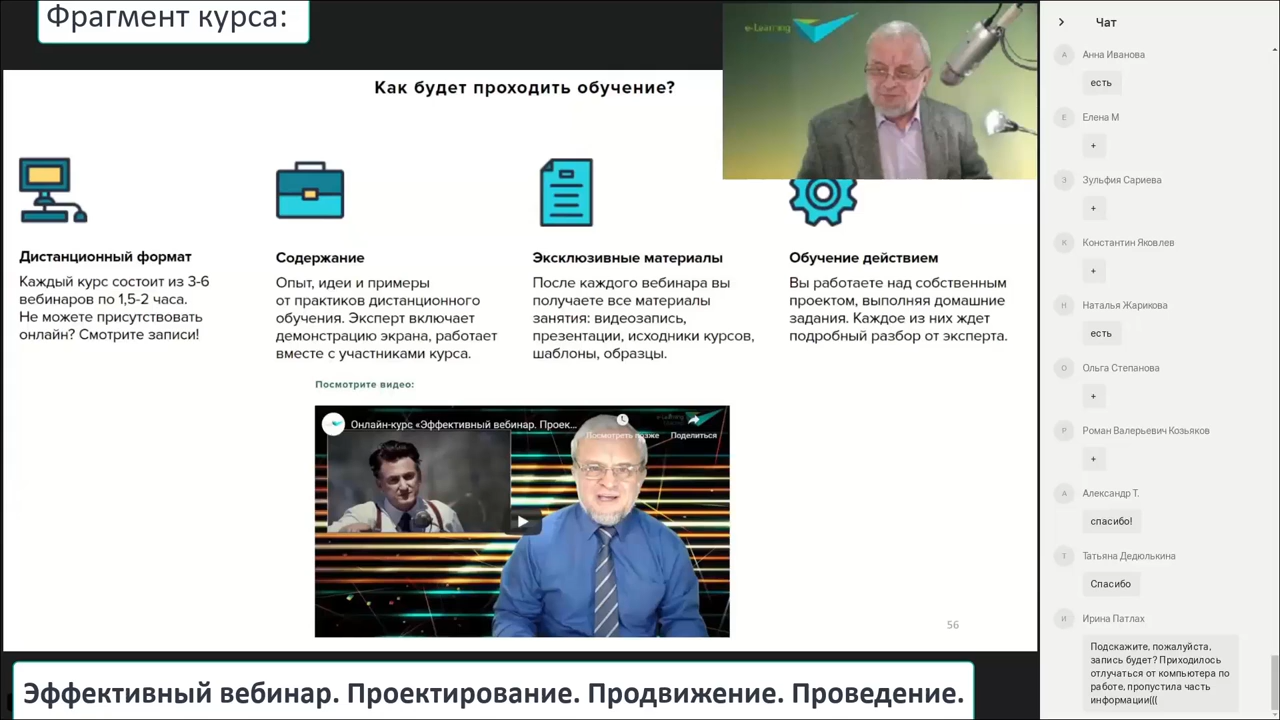 Фрагмент курса:
e-Learning
Как будет проходить обучение?
Дистанционный формат
Каждый курс состоит из 3-6
вебинаров по 1,5-2 часа.
Не можете присутствовать
онлайн? Смотрите записи!
Содержание
Опыт, идеи и примеры
от практиков дистанционного
обучения. Эксперт включает
демонстрацию экрана, работает
вместе с участниками курса.
Эксклюзивные материалы
После каждого вебинара вы
получаете все материалы
занятия: видеозапись,
презентации, исходники курсов,
шаблоны, образцы.
Обучение действием
Вы работаете над собственным
проектом, выполняя домашние
задания. Каждое из них ждет
подробный разбор от эксперта.
Посмотрите видео:
Онлайн-курс «Эффективный вебинар. Проек...
e-Learning
Посмотреть позже
Поделиться
56
Эффективный вебинар. Проектирование. Продвижение. Проведение.
Чат
А
Анна Иванова
есть
Е
Елена М
+
З
Зульфия Сариева
+
К
Константин Яковлев
+
Н
Наталья Жарикова
есть
О
Ольга Степанова
+
Р
Роман Валерьевич Козьяков
+
А
Александр Т.
спасибо!
Т
Татьяна Дедюлькина
Спасибо
И
Ирина Патлах
Подскажите, пожалуйста,
запись будет? Приходилось
отлучаться от компьютера по
работе, пропустила часть
информации(((